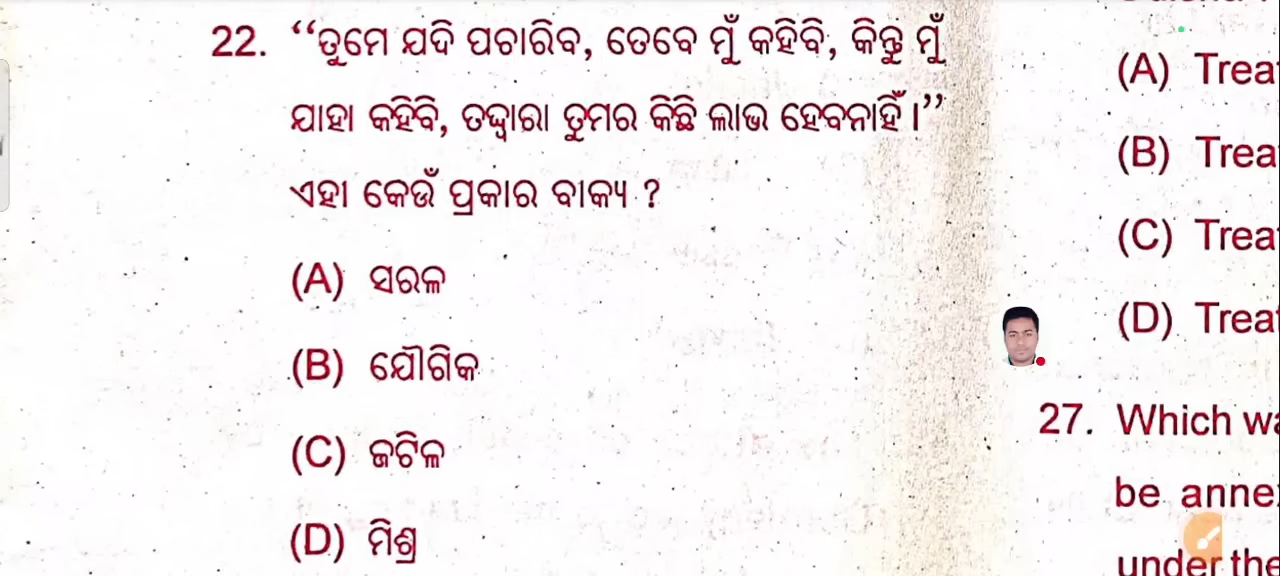 22. “ତୁମେ ଯଦି ପଚାରିବ, ତେବେ ମୁଁ କହିବି, କିନ୍ତୁ ମୁଁ
ଯାହା କହିବି, ତଦ୍ଦ୍ୱାରା ତୁମର କିଛି ଲାଭ ହେବନାହିଁ ।”
ଏହା କେଉଁ ପ୍ରକାର ବାକ୍ୟ ?
(A) ସରଳ
(B) ଯୌଗିକ
(C) ଜଟିଳ
(D) ମିଶ୍ର
(A) Trea
(B) Trea
(C) Trea
(D) Trea
27. Which wa
be anne
under the